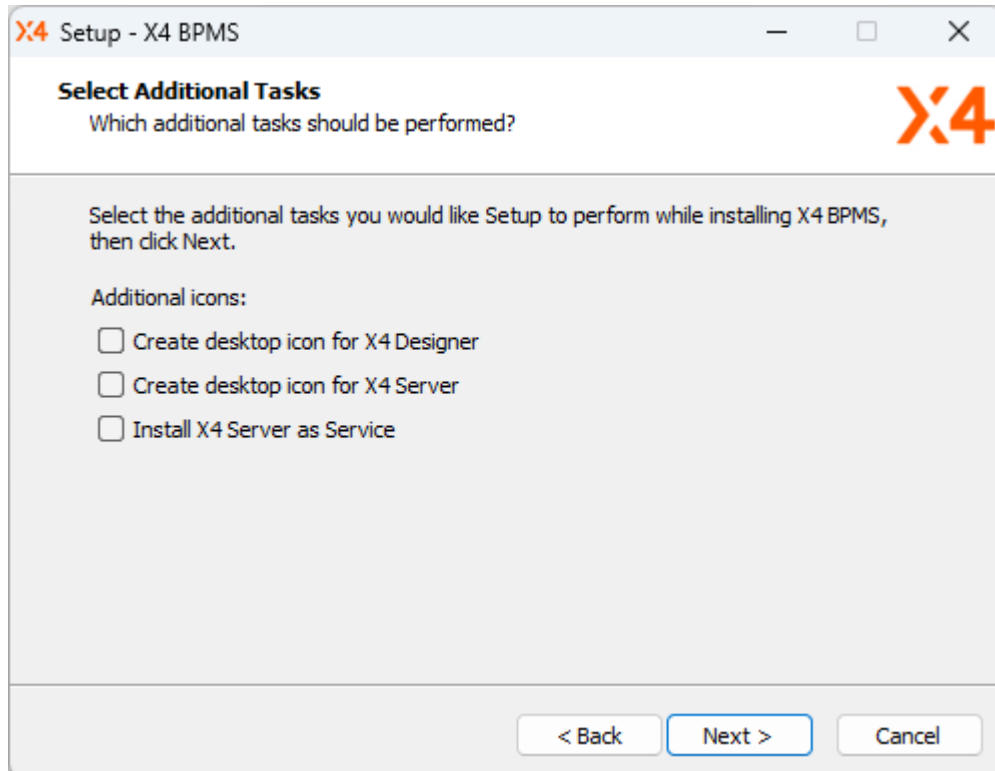 X4 Setup - X4 BPMS
Select Additional Tasks
Which additional tasks should be performed?
X4
Select the additional tasks you would like Setup to perform while installing X4 BPMS,
then click Next.
Additional icons:
Create desktop icon for X4 Designer
Create desktop icon for X4 Server
Install X4 Server as Service
< Back Next > Cancel